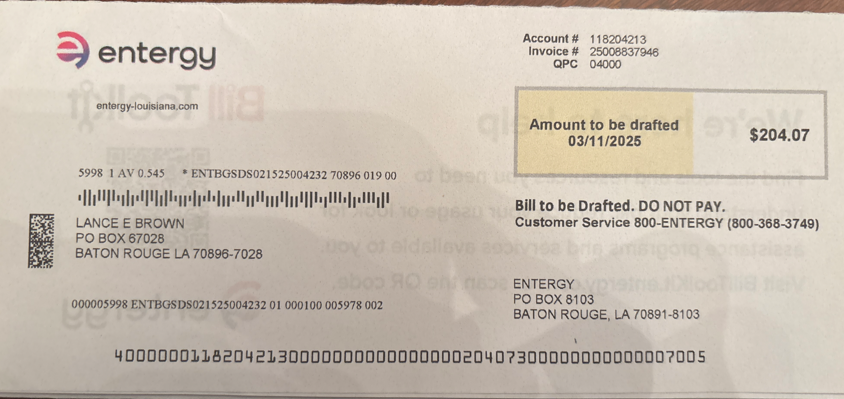 entergy
entergy-louisiana.com
Account # 118204213
Invoice # 25008837946
QPC 04000
Amount to be drafted
03/11/2025
$204.07
5998 1 AV 0.545 * ENTBGSDS021525004232 70896 019 00
LANCE E BROWN
PO BOX 67028
BATON ROUGE LA 70896-7028
Bill to be Drafted. DO NOT PAY.
Customer Service 800-ENTERGY (800-368-3749)
000005998 ENTBGSDS021525004232 01 000100 005978 002
ENTERGY
PO BOX 8103
BATON ROUGE, LA 70891-8103